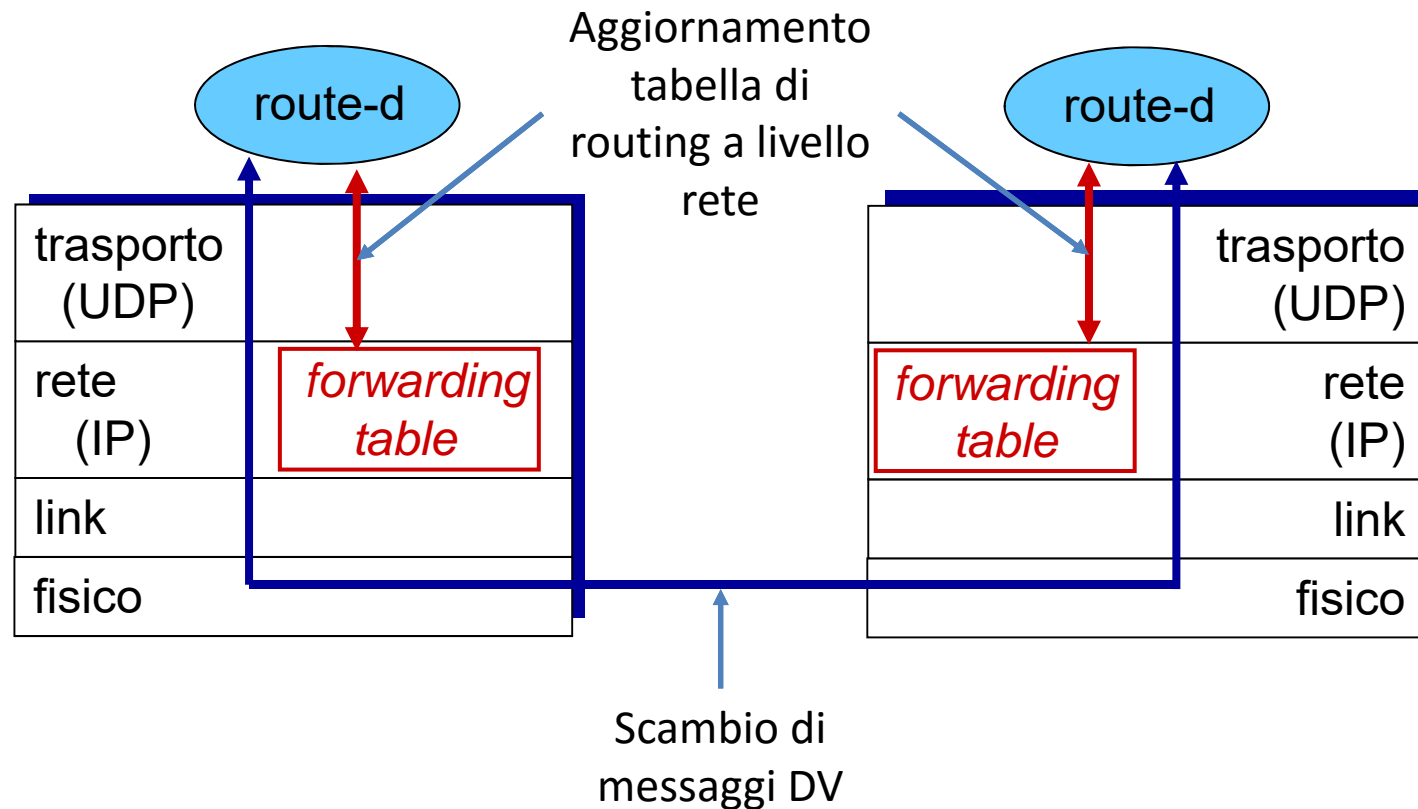 Aggiornamento
tabella di
routing a livello
rete
route-d
route-d
trasporto
(UDP)
rete
(IP)
forwarding
table
link
fisico
trasporto
(UDP)
forwarding
table
rete
(IP)
link
fisico
Scambio di
messaggi DV